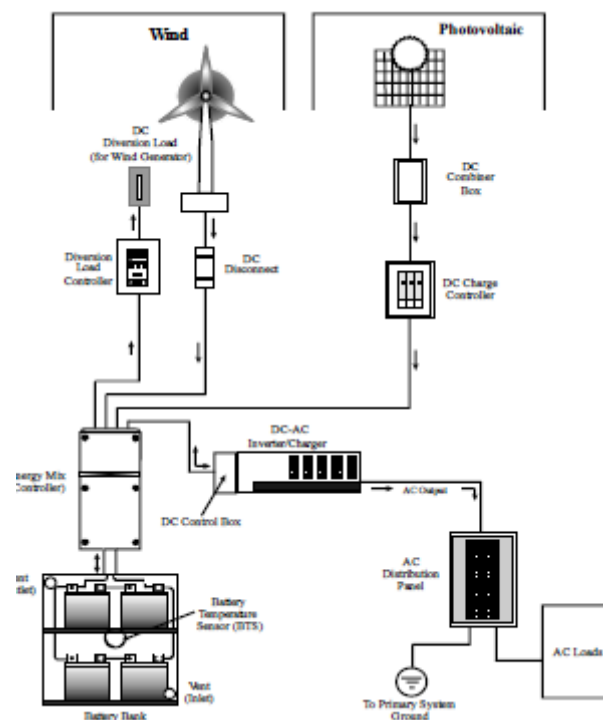 Wind
Photovoltaic
DC
Diversion Load
(for Wind Generator)
DC
Combiner
Box
Diversion
Load
Controller
DC
Disconnect
DC Charge
Controller
DC-AC
Inverter/Charger
nergy Mix
Controller)
DC Control Box
AC Output
AC
Distribution
Panel
ent
tlet)
Battery
Temperature
Sensor (BTS)
AC Loads
Vent
(Inlet)
To Primary System
Ground
Battery Bank